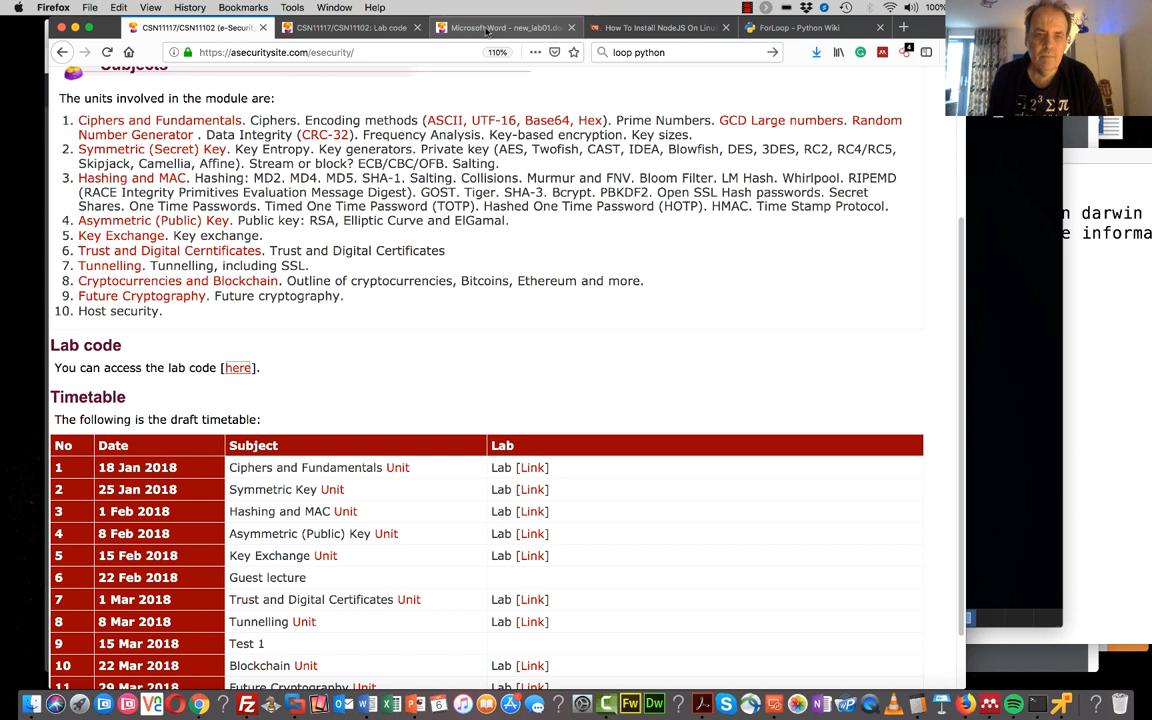 Firefox File Edit View History Bookmarks Tools Window Help 100%
CSN11117/CSN11102 (e-Securit CSN11117/CSN11102: Lab code Microsoft Word - new_lab01.do How To Install NodeJS On Linu ForLoop - Python Wiki
https://asecuritysite.com/esecurity/ 110% loop python
Subjects
The units involved in the module are:
1. Ciphers and Fundamentals. Ciphers. Encoding methods (ASCII, UTF-16, Base64, Hex). Prime Numbers. GCD Large numbers. Random
Number Generator . Data Integrity (CRC-32). Frequency Analysis. Key-based encryption. Key sizes.
2. Symmetric (Secret) Key. Key Entropy. Key generators. Private key (AES, Twofish, CAST, IDEA, Blowfish, DES, 3DES, RC2, RC4/RC5,
Skipjack, Camellia, Affine). Stream or block? ECB/CBC/OFB. Salting.
3. Hashing and MAC. Hashing: MD2. MD4. MD5. SHA-1. Salting. Collisions. Murmur and FNV. Bloom Filter. LM Hash. Whirlpool. RIPEMD
(RACE Integrity Primitives Evaluation Message Digest). GOST. Tiger. SHA-3. Bcrypt. PBKDF2. Open SSL Hash passwords. Secret
Shares. One Time Passwords. Timed One Time Password (TOTP). Hashed One Time Password (HOTP). HMAC. Time Stamp Protocol.
4. Asymmetric (Public) Key. Public key: RSA, Elliptic Curve and ElGamal.
5. Key Exchange. Key exchange.
6. Trust and Digital Cerntificates. Trust and Digital Certificates
7. Tunnelling. Tunnelling, including SSL.
8. Cryptocurrencies and Blockchain. Outline of cryptocurrencies, Bitcoins, Ethereum and more.
9. Future Cryptography. Future cryptography.
10. Host security.
n darwin
e informa
Lab code
You can access the lab code [here].
Timetable
The following is the draft timetable:
No Date Subject Lab
1 18 Jan 2018 Ciphers and Fundamentals Unit Lab [Link]
2 25 Jan 2018 Symmetric Key Unit Lab [Link]
3 1 Feb 2018 Hashing and MAC Unit Lab [Link]
4 8 Feb 2018 Asymmetric (Public) Key Unit Lab [Link]
5 15 Feb 2018 Key Exchange Unit Lab [Link]
6 22 Feb 2018 Guest lecture
7 1 Mar 2018 Trust and Digital Certificates Unit Lab [Link]
8 8 Mar 2018 Tunnelling Unit Lab [Link]
9 15 Mar 2018 Test 1
10 22 Mar 2018 Blockchain Unit Lab [Link]
11 29 Mar 2018 Future Cryptography Unit Lab [Link]